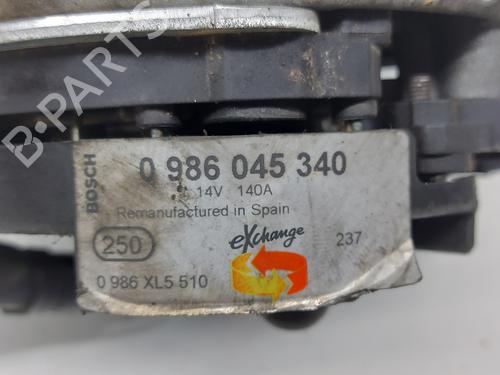 B-PARTS
BOSCH
0 986 045 340
14V 140A
Remanufactured in Spain
250
eXchange
237
0 986 XL5 510